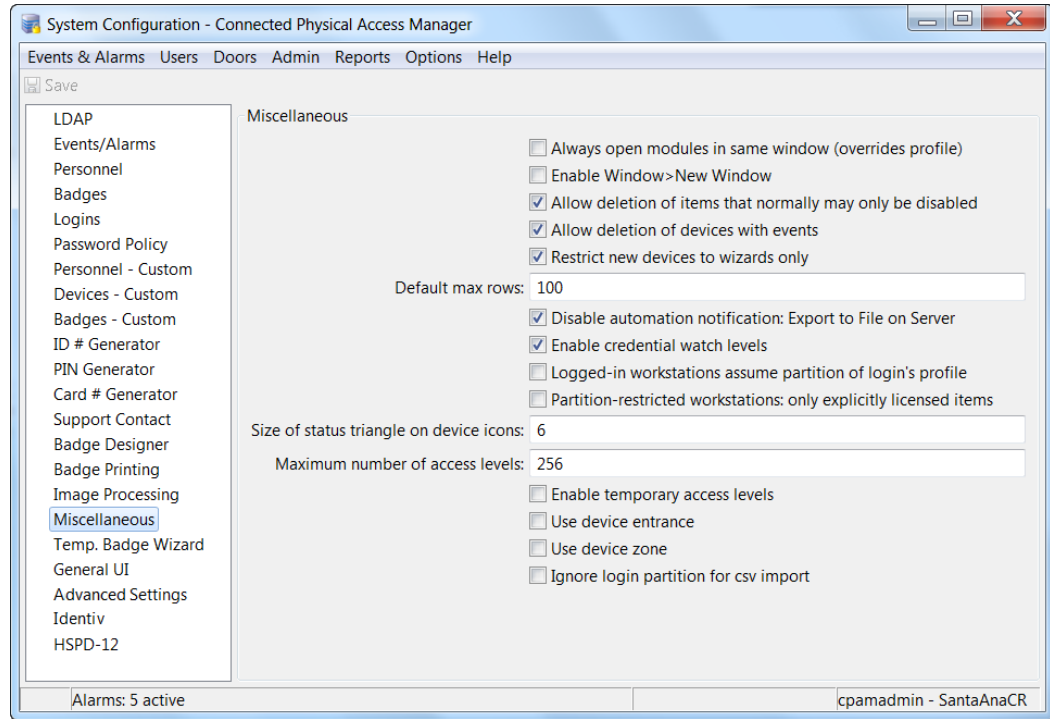 System Configuration - Connected Physical Access Manager
Events & Alarms Users Doors Admin Reports Options Help
Save
LDAP
Events/Alarms
Personnel
Badges
Logins
Password Policy
Personnel - Custom
Devices - Custom
Badges - Custom
ID # Generator
PIN Generator
Card # Generator
Support Contact
Badge Designer
Badge Printing
Image Processing
Miscellaneous
Temp. Badge Wizard
General UI
Advanced Settings
Identiv
HSPD-12
Miscellaneous
Always open modules in same window (overrides profile)
Enable Window>New Window
Allow deletion of items that normally may only be disabled
Allow deletion of devices with events
Restrict new devices to wizards only
Default max rows: 100
Disable automation notification: Export to File on Server
Enable credential watch levels
Logged-in workstations assume partition of login's profile
Partition-restricted workstations: only explicitly licensed items
Size of status triangle on device icons: 6
Maximum number of access levels: 256
Enable temporary access levels
Use device entrance
Use device zone
Ignore login partition for csv import
Alarms: 5 active
cpamadmin - SantaAnaCR